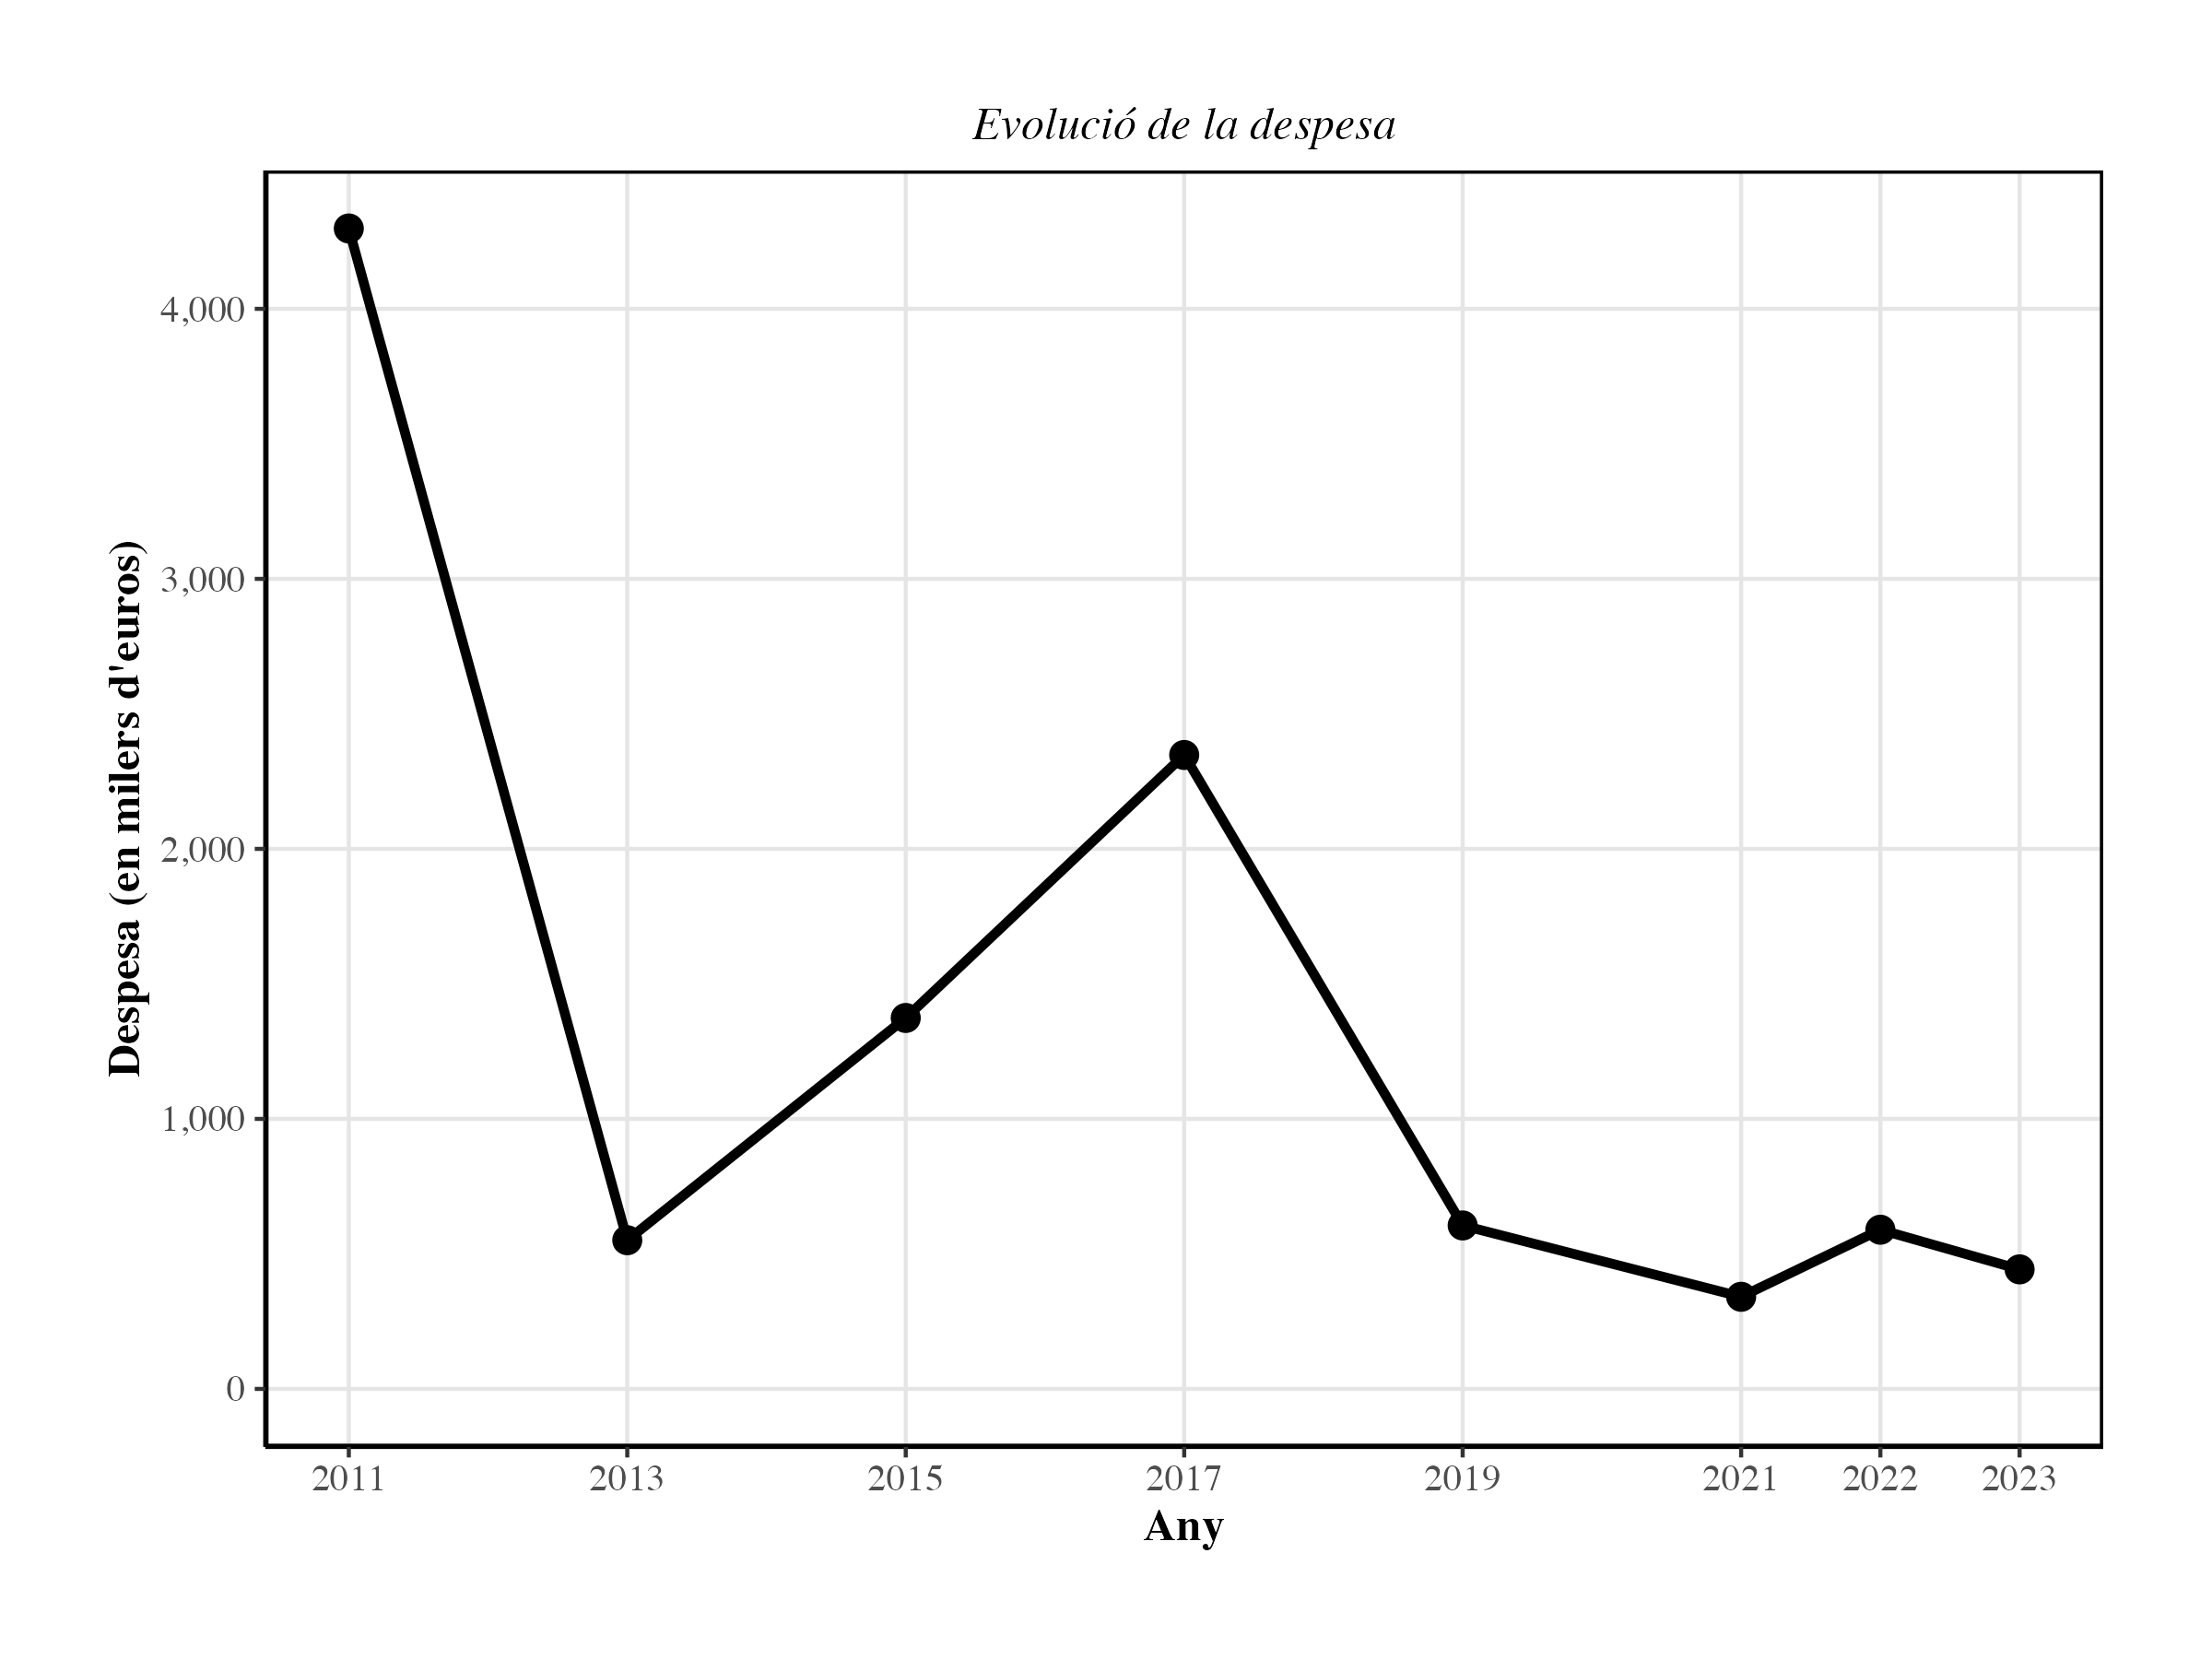 Evolució de la despesa
Despesa (en milers d'euros)
4,000
3,000
2,000
1,000
0
2011 2013 2015 2017 2019 2021 2022 2023
Any